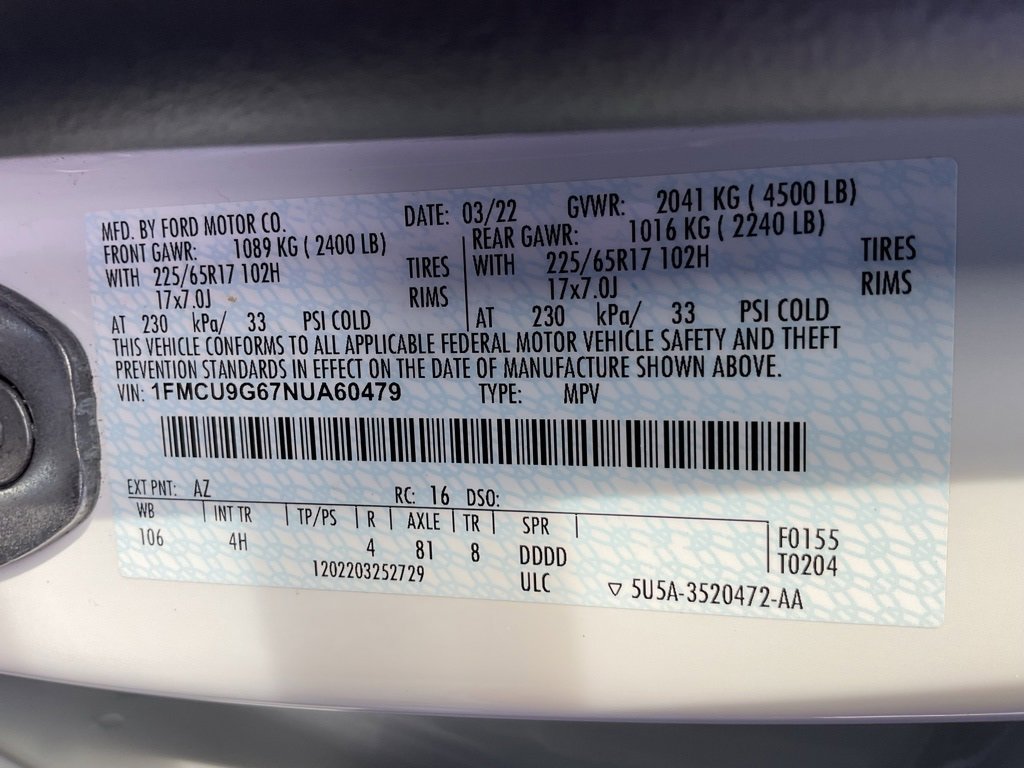 MFD. BY FORD MOTOR CO. DATE: 03/22 GVWR: 2041 KG ( 4500 LB)
FRONT GAWR: 1089 KG ( 2400 LB) REAR GAWR: 1016 KG ( 2240 LB)
WITH 225/65R17 102H TIRES WITH 225/65R17 102H TIRES
17x7.0J RIMS 17x7.0J RIMS
AT 230 kPa/ 33 PSI COLD AT 230 kPa/ 33 PSI COLD
THIS VEHICLE CONFORMS TO ALL APPLICABLE FEDERAL MOTOR VEHICLE SAFETY AND THEFT
PREVENTION STANDARDS IN EFFECT ON THE DATE OF MANUFACTURE SHOWN ABOVE.
VIN: 1FMCU9G67NUA60479 TYPE: MPV
EXT PNT: AZ RC: 16 DSO:
WB INT TR TP/PS R AXLE TR SPR F0155
106 4H 4 81 8 DDDD T0204
1202203252729 ULC ▽ 5U5A-3520472-AA